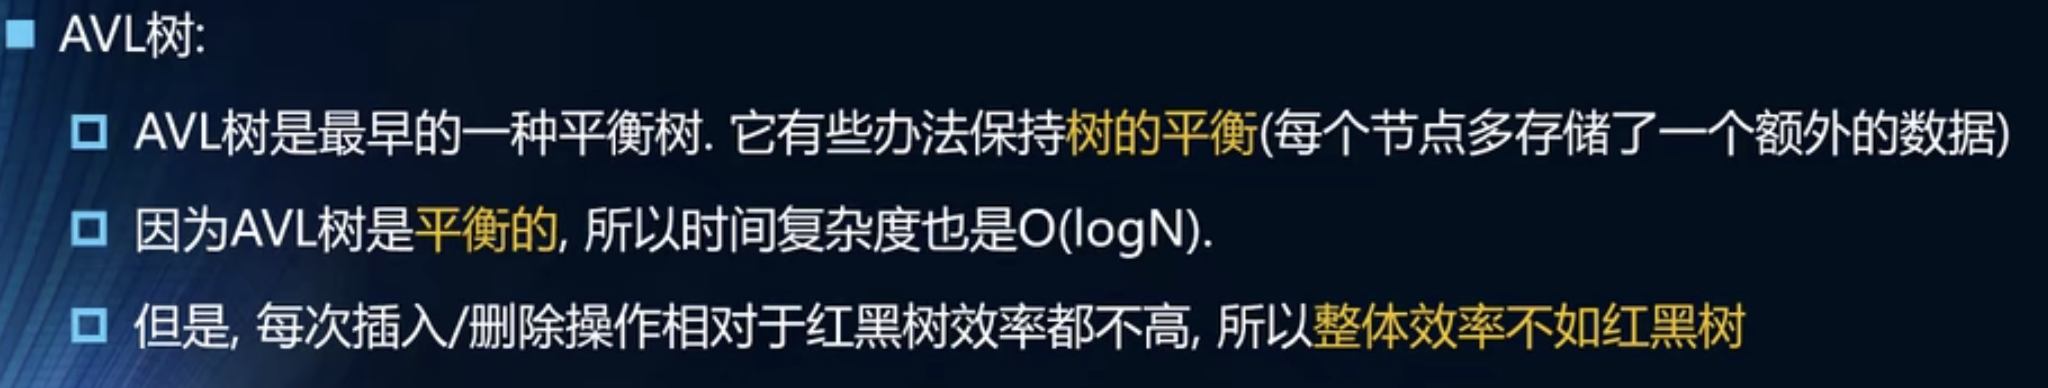 AVL树:
AVL树是最早的一种平衡树. 它有些办法保持树的平衡(每个节点多存储了一个额外的数据)
因为AVL树是平衡的, 所以时间复杂度也是O(logN).
但是, 每次插入/删除操作相对于红黑树效率都不高, 所以整体效率不如红黑树